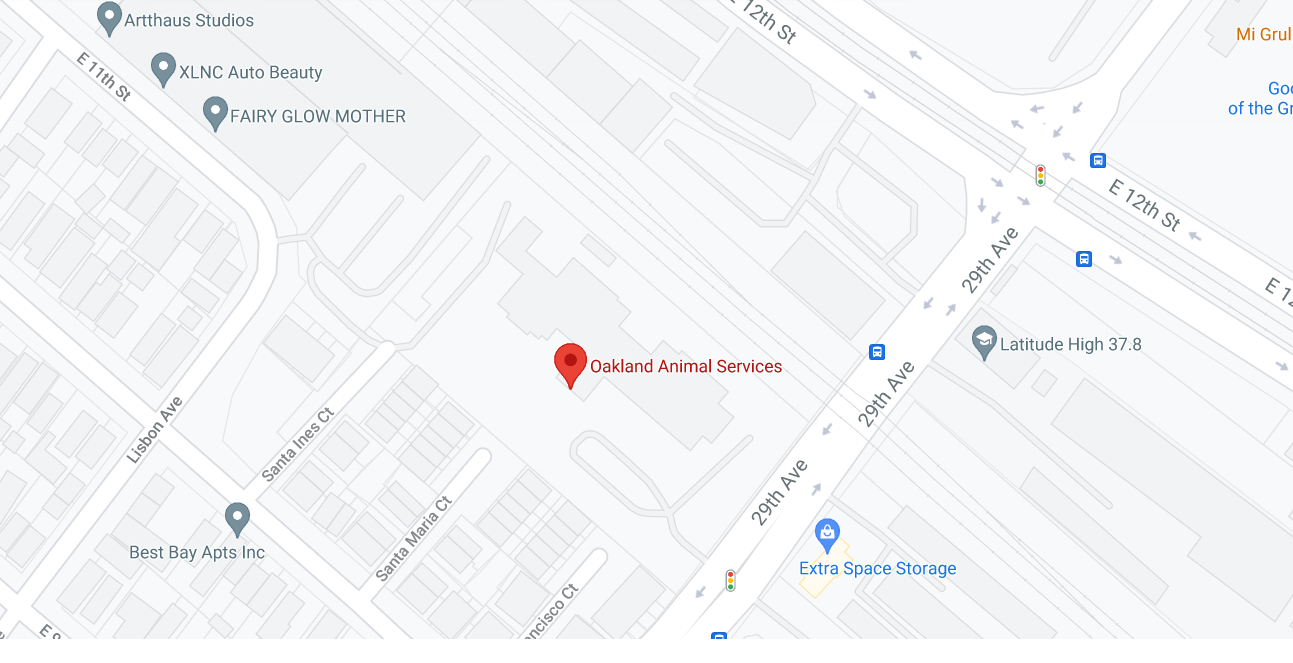 Artthaus Studios
E 12th St
Mi Grul
E 11th St
XLNC Auto Beauty
FAIRY GLOW MOTHER
Goo
of the Gr
E 12th St
29th Ave
E 12
Latitude High 37.8
Oakland Animal Services
29th Ave
Lisbon Ave
Santa Ines Ct
29th Ave
Santa Maria Ct
Best Bay Apts Inc
Extra Space Storage
ncisco Ct
E 9